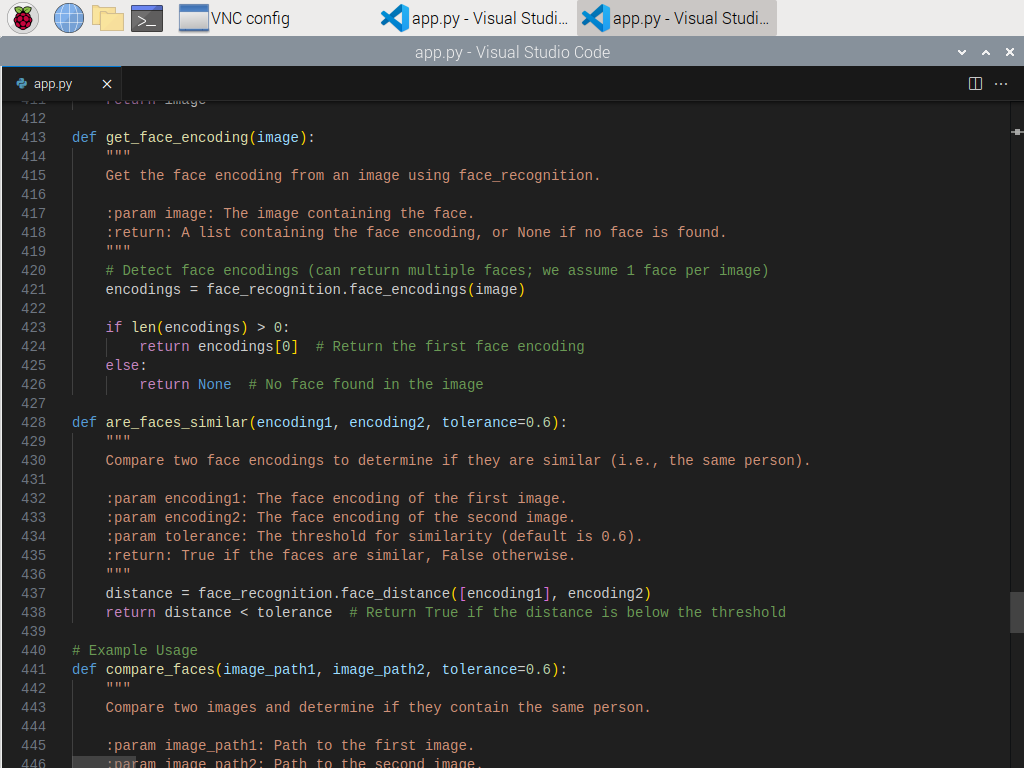 VNC config
app.py - Visual Studi...
app.py - Visual Studi...
app.py - Visual Studio Code
app.py
411 return image
412
413 def get_face_encoding(image):
414 """
415 Get the face encoding from an image using face_recognition.
416
417 :param image: The image containing the face.
418 :return: A list containing the face encoding, or None if no face is found.
419 """
420 # Detect face encodings (can return multiple faces; we assume 1 face per image)
421 encodings = face_recognition.face_encodings(image)
422
423 if len(encodings) > 0:
424 return encodings[0]  # Return the first face encoding
425 else:
426 return None  # No face found in the image
427
428 def are_faces_similar(encoding1, encoding2, tolerance=0.6):
429 """
430 Compare two face encodings to determine if they are similar (i.e., the same person).
431
432 :param encoding1: The face encoding of the first image.
433 :param encoding2: The face encoding of the second image.
434 :param tolerance: The threshold for similarity (default is 0.6).
435 :return: True if the faces are similar, False otherwise.
436 """
437 distance = face_recognition.face_distance([encoding1], encoding2)
438 return distance < tolerance  # Return True if the distance is below the threshold
439
440 # Example Usage
441 def compare_faces(image_path1, image_path2, tolerance=0.6):
442 """
443 Compare two images and determine if they contain the same person.
444
445 :param image_path1: Path to the first image.
446 :param image_path2: Path to the second image.